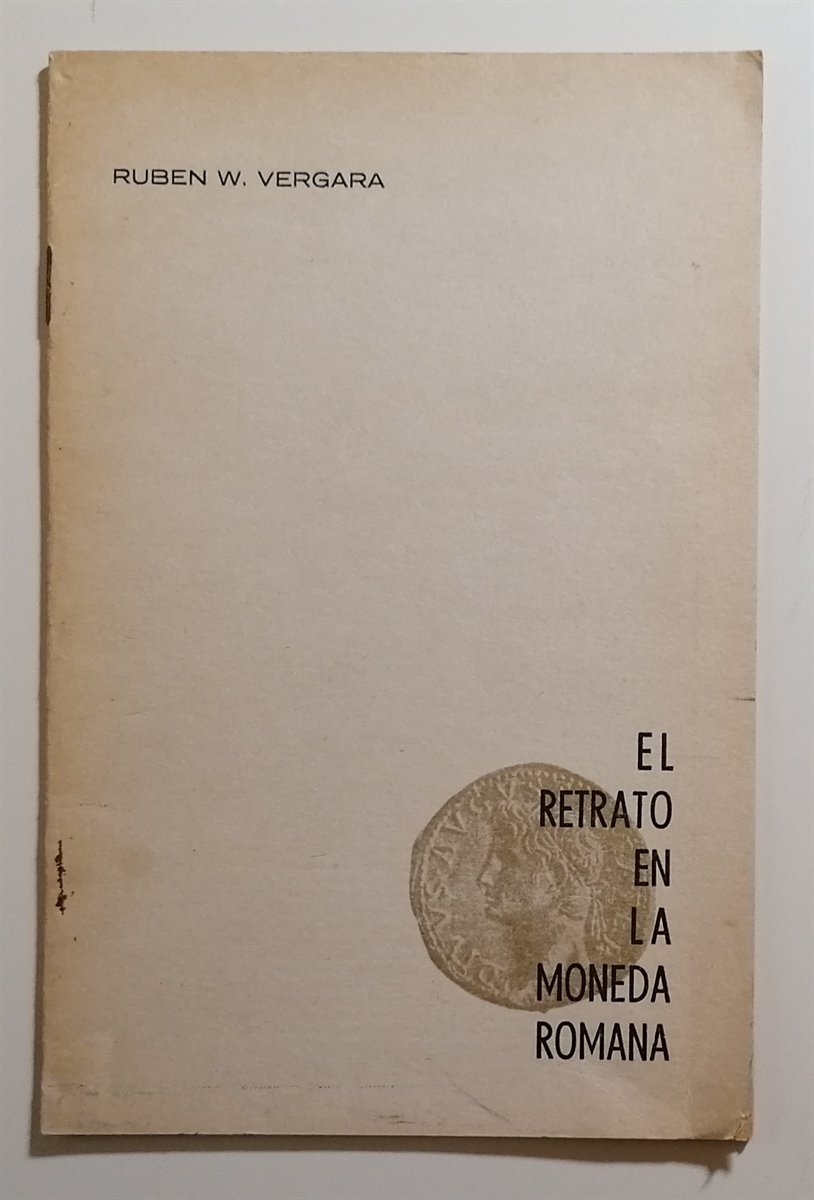 RUBEN W. VERGARA
EL
RETRATO
EN
LA
MONEDA
ROMANA